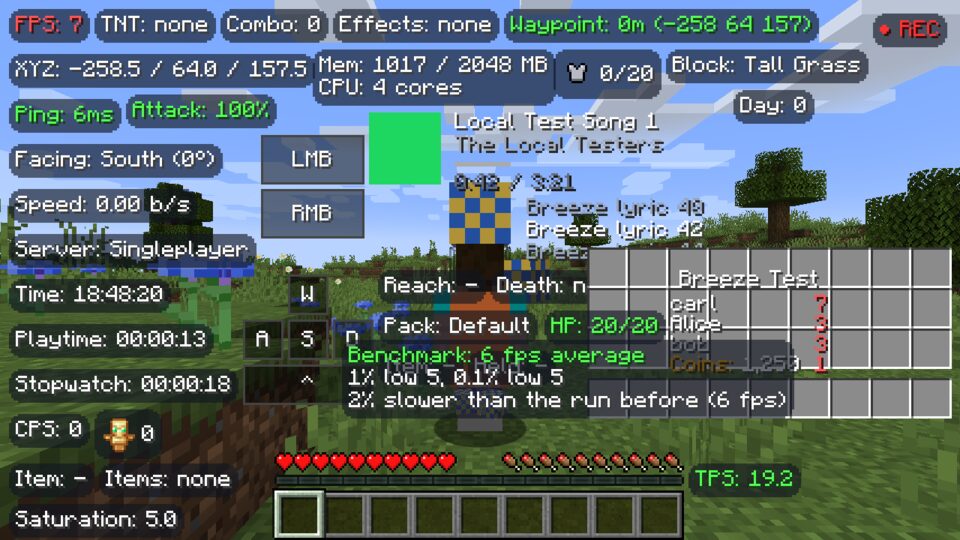 FPS: 7
TNT: none
Combo: 0
Effects: none
Waypoint: 0m (-258 64 157)
REC
XYZ: -258.5 / 64.0 / 157.5
Mem: 1017 / 2048 MB
CPU: 4 cores
0/20
Block: Tall Grass
Day: 0
Ping: 6ms
Attack: 100%
Local Test Song 1
The Local Testers
0:42 / 3:21
Facing: South (0°)
LMB
RMB
Speed: 0.00 b/s
Breeze lyric 40
Breeze lyric 42
Server: Singleplayer
Time: 18:48:20
W
Reach: -
Death:
Breeze Test
carl 7
Alice 3
bob 3
Coins: 1,250 1
Playtime: 00:00:13
A
S
D
Pack: Default
HP: 20/20
Benchmark: 6 fps average
1% low 5, 0.1% low 5
2% slower than the run before (6 fps)
Stopwatch: 00:00:18
^
CPS: 0
0
Item: -
Items: none
TPS: 19.2
Saturation: 5.0